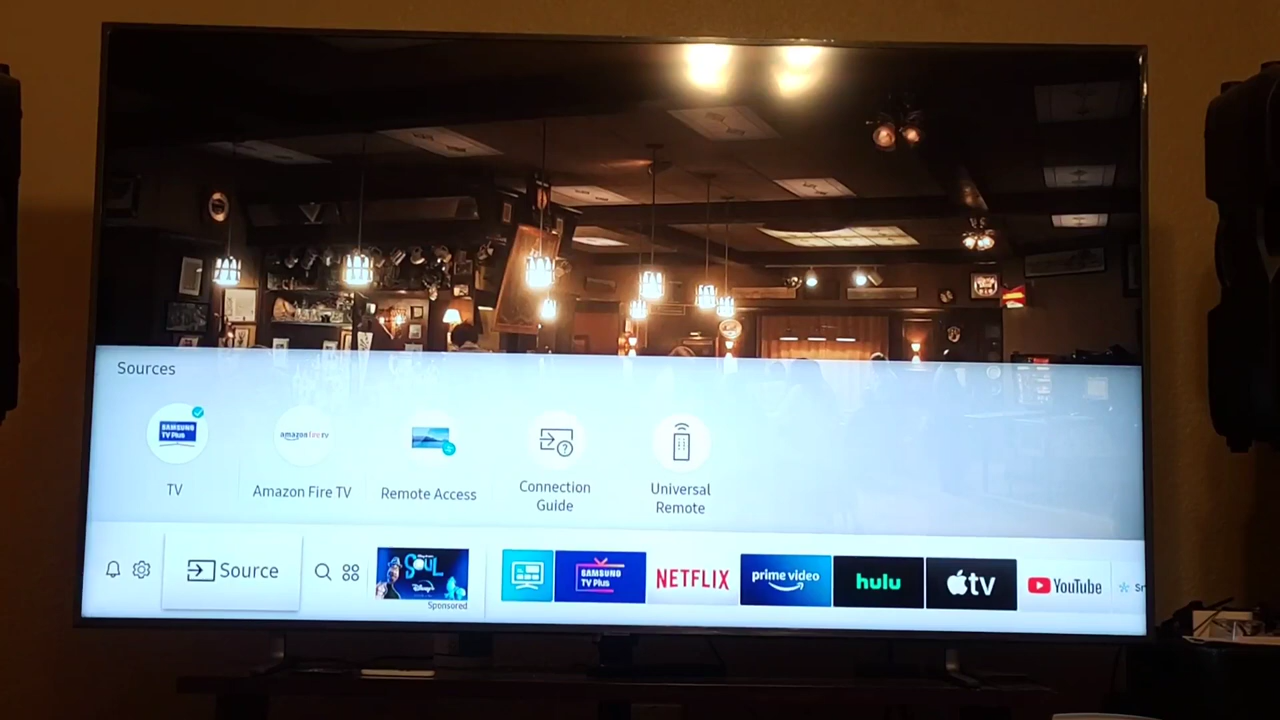 Sources
SAMSUNG
TV Plus
amazon fire tv
TV
Amazon Fire TV
Remote Access
Connection
Guide
?
Universal
Remote
Source
SOUL
Disney+
Sponsored
SAMSUNG
TV Plus
NETFLIX
prime video
hulu
tv
YouTube